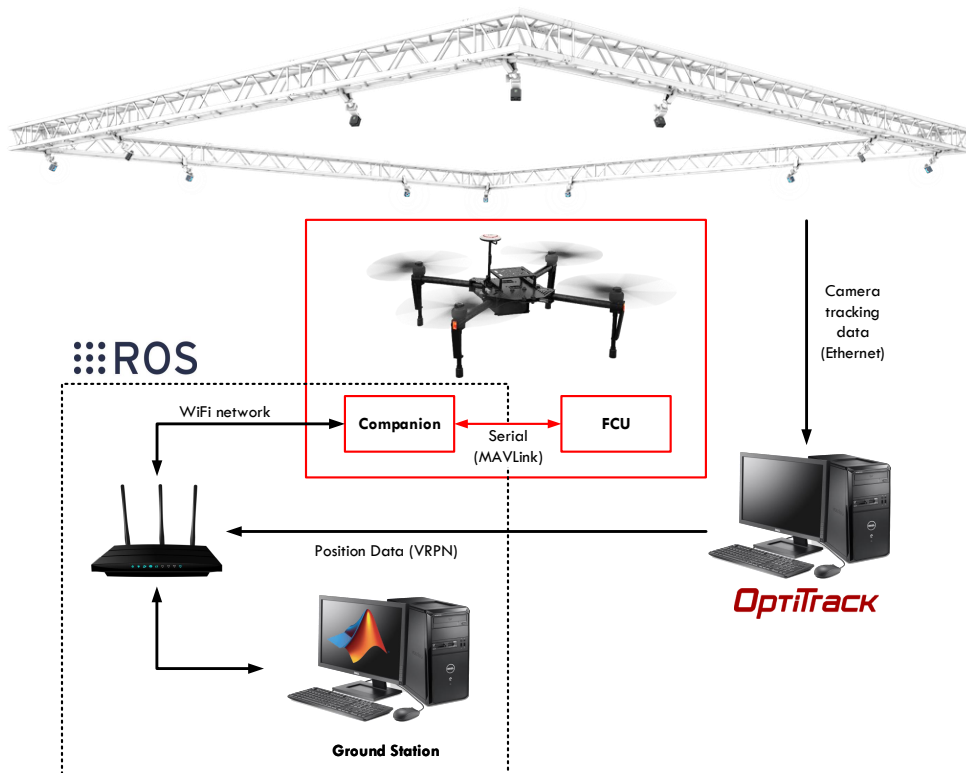 Camera
tracking
data
(Ethernet)
ROS
WiFi network
Companion
FCU
Serial
(MAVLink)
Position Data (VRPN)
OptiTrack
Ground Station